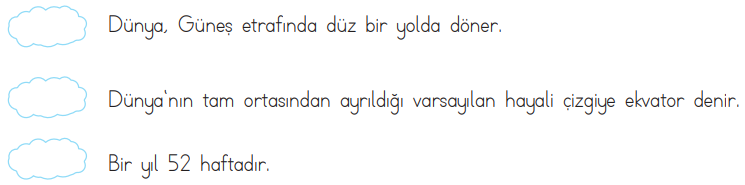 Dünya, Güneş etrafında düz bir yolda döner.
Dünya'nın tam ortasından ayrıldığı varsayılan hayali çizgiye ekvator denir.
Bir yıl 52 haftadır.